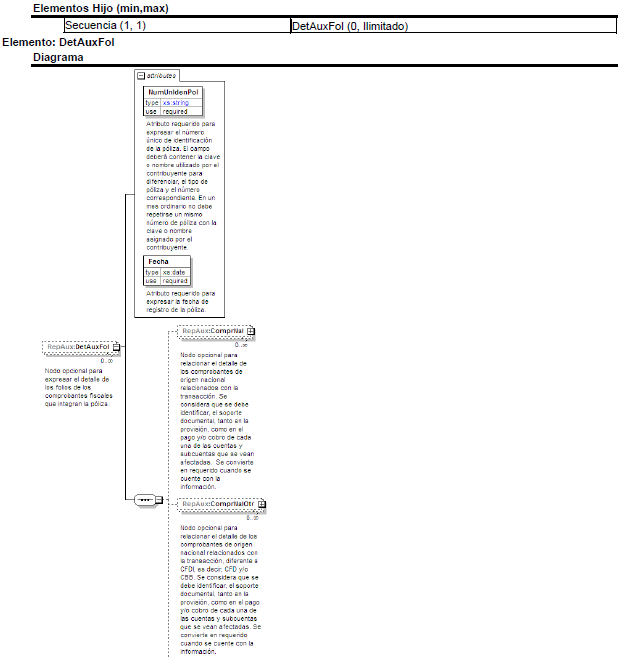 Elementos Hijo (min,max)
Secuencia (1, 1) DetAuxFol (0, Ilimitado)
Elemento: DetAuxFol
Diagrama
attributes
NumUnIdenPol
type xs:string
use required
Atributo requerido para
expresar el número
único de identificación
de la póliza. El campo
deberá contener la clave
o nombre utilizado por el
contribuyente para
diferenciar, el tipo de
póliza y el número
correspondiente. En un
mes ordinario no debe
repetirse un mismo
número de póliza con la
clave o nombre
asignado por el
contribuyente.
Fecha
type xs:date
use required
Atributo requerido para
expresar la fecha de
registro de la póliza.
RepAux:DetAuxFol
0..∞
Nodo opcional para
expresar el detalle de
los folios de los
comprobantes fiscales
que integran la póliza.
RepAux:ComprNal
0..∞
Nodo opcional para
relacionar el detalle de
los comprobantes de
origen nacional
relacionados con la
transacción. Se
considera que se debe
identificar, el soporte
documental, tanto en la
provisión, como en el
pago y/o cobro de cada
una de las cuentas y
subcuentas que se vean
afectadas. Se convierte
en requerido cuando se
cuente con la
información.
RepAux:ComprNalOtr
0..∞
Nodo opcional para
relacionar el detalle de los
comprobantes de origen
nacional relacionados con
la transacción, diferente a
CFDI, es decir, CFD y/o
CBB. Se considera que se
debe identificar, el soporte
documental, tanto en la
provisión, como en el pago
y/o cobro de cada una de
las cuentas y subcuentas
que se vean afectadas. Se
convierte en requerido
cuando se cuente con la
información.